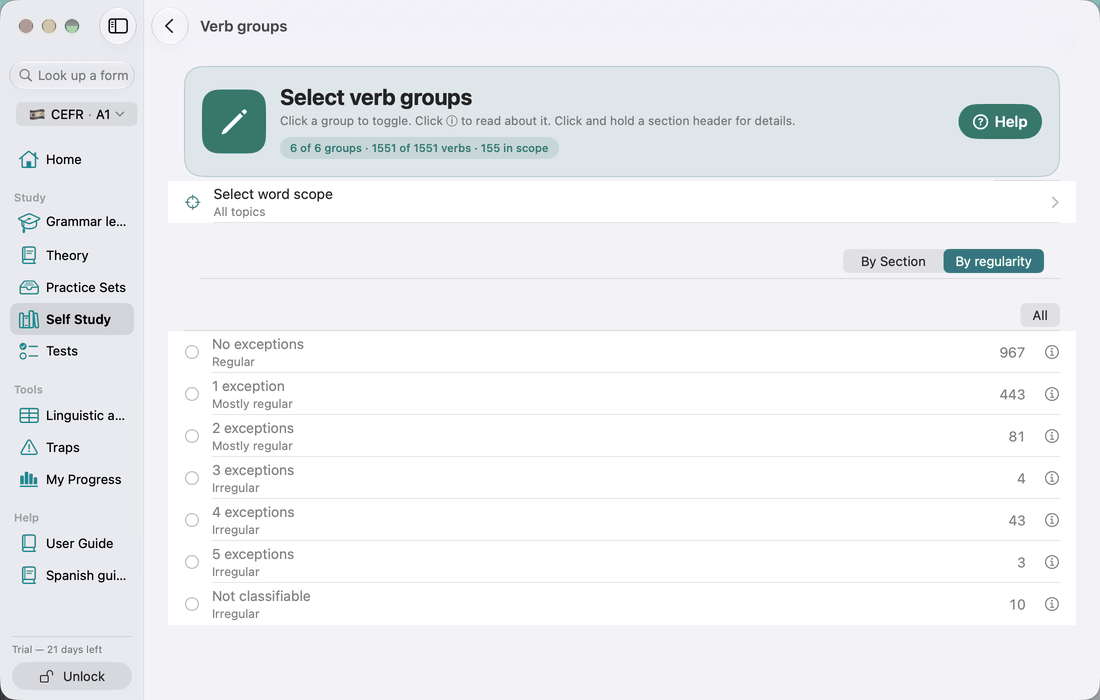 Verb groups
Look up a form
CEFR · A1
Home
Study
Grammar le...
Theory
Practice Sets
Self Study
Tests
Tools
Linguistic a...
Traps
My Progress
Help
User Guide
Spanish gui...
Trial — 21 days left
Unlock
Select verb groups
Click a group to toggle. Click ⓘ to read about it. Click and hold a section header for details.
6 of 6 groups · 1551 of 1551 verbs · 155 in scope
Help
Select word scope
All topics
By Section
By regularity
All
No exceptions
Regular
967
1 exception
Mostly regular
443
2 exceptions
Mostly regular
81
3 exceptions
Irregular
4
4 exceptions
Irregular
43
5 exceptions
Irregular
3
Not classifiable
Irregular
10